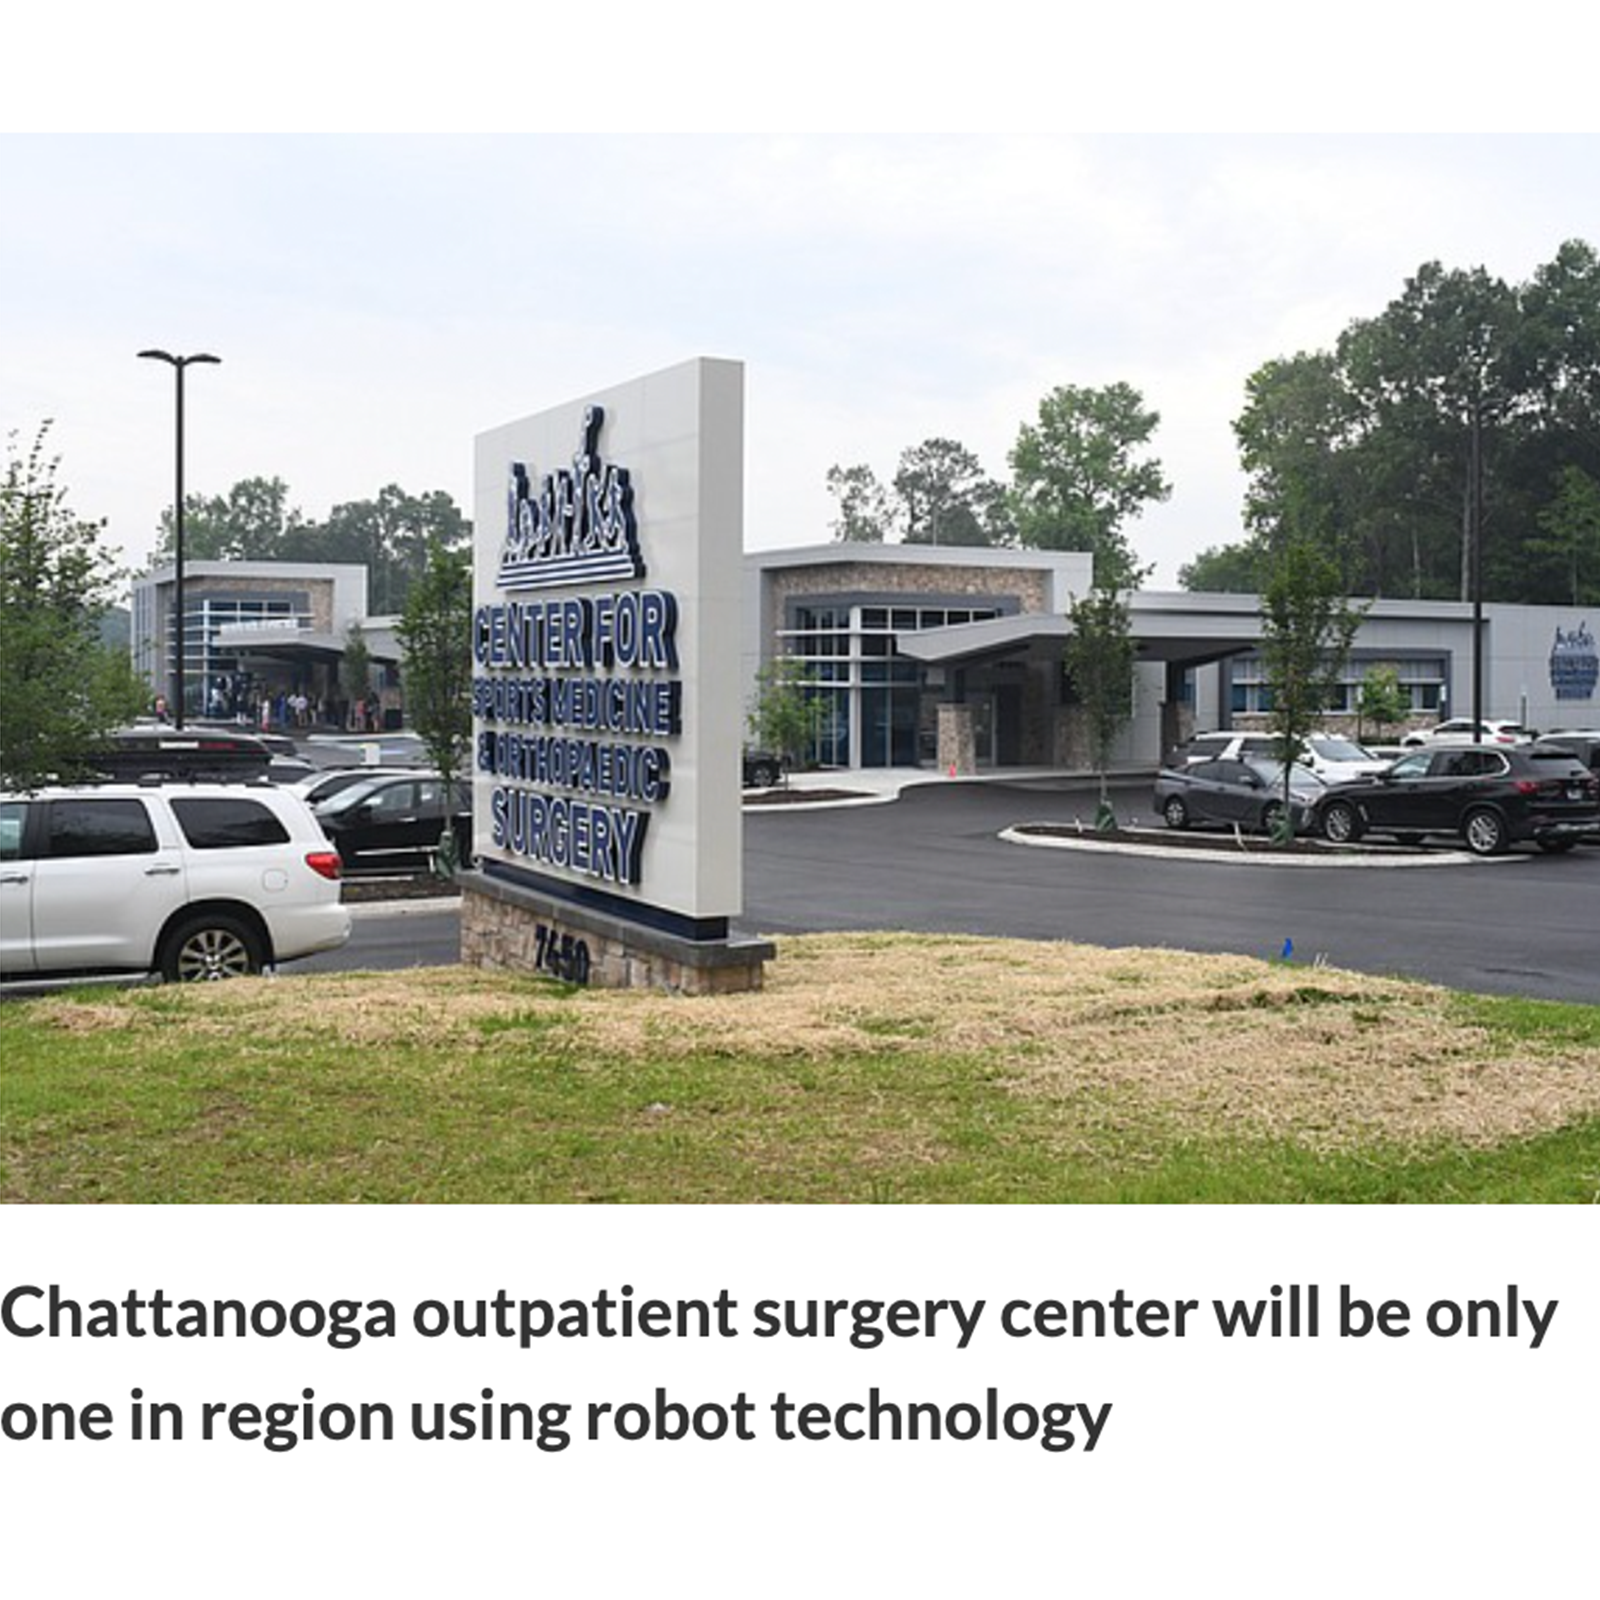 CENTER FOR
SPORTS MEDICINE
& ORTHOPAEDIC
SURGERY
7450
Chattanooga outpatient surgery center will be only
one in region using robot technology